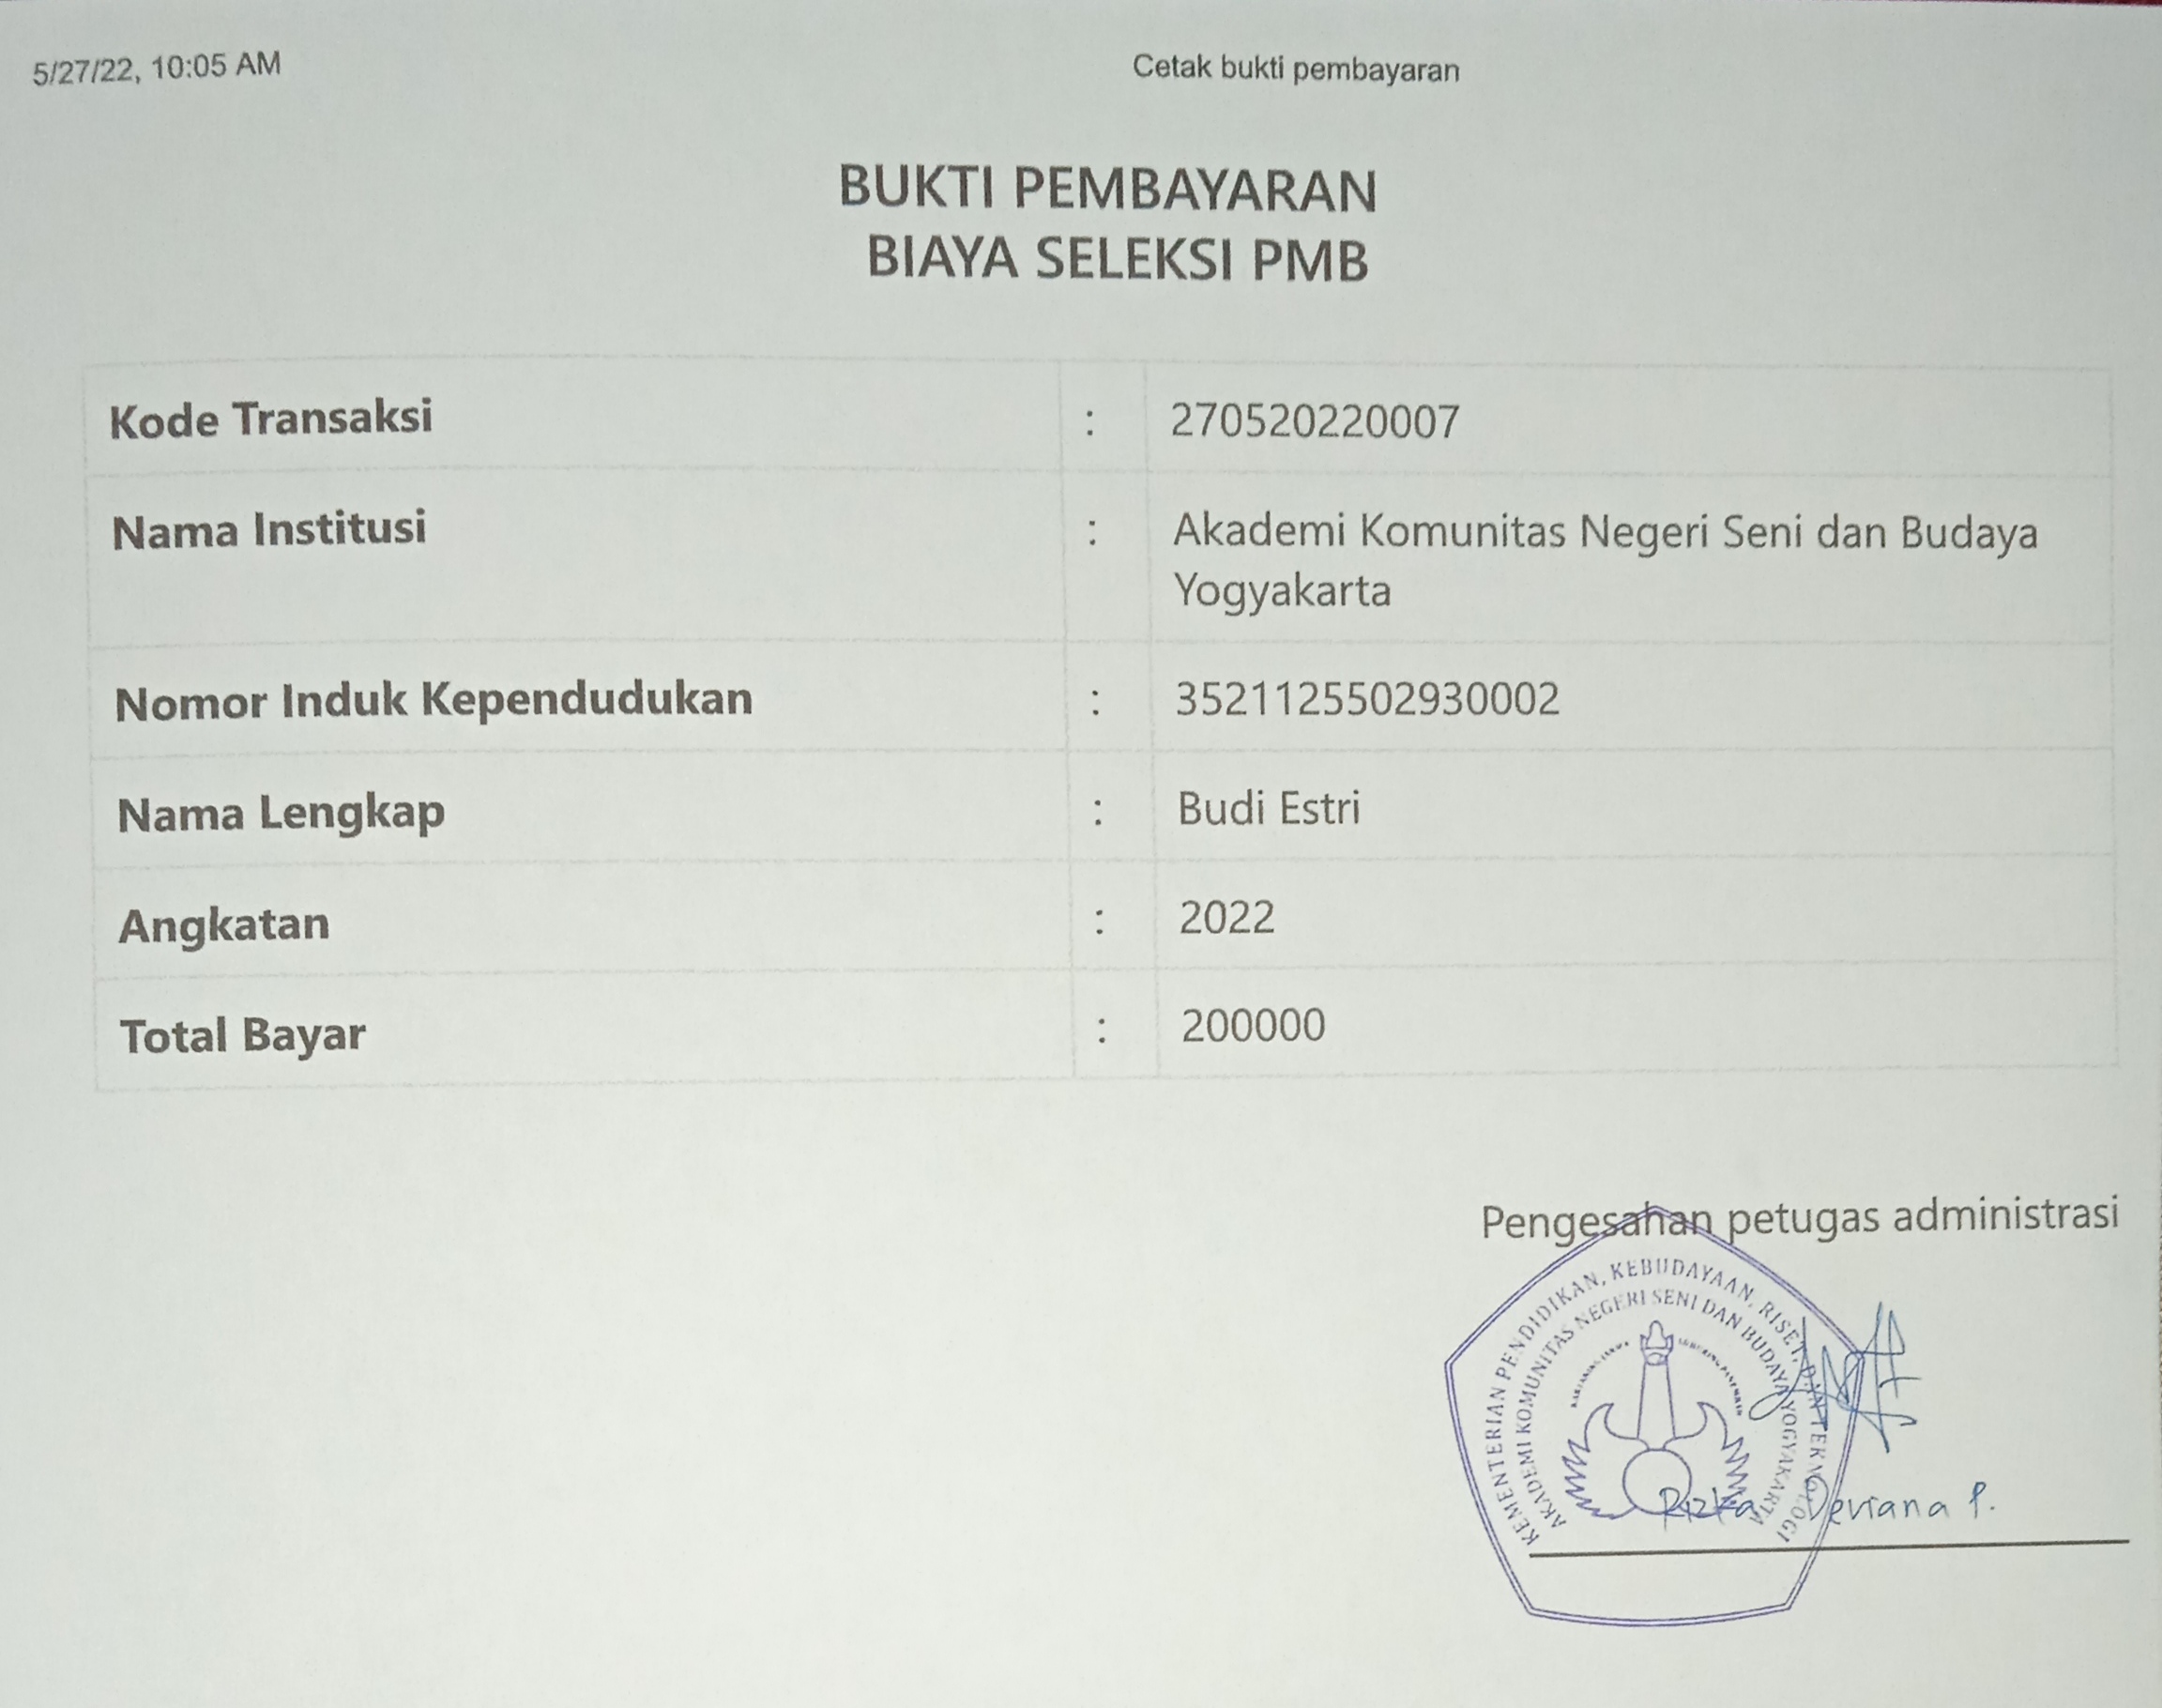 5/27/22, 10:05 AM
Cetak bukti pembayaran
BUKTI PEMBAYARAN
BIAYA SELEKSI PMB
Kode Transaksi : 270520220007
Nama Institusi : Akademi Komunitas Negeri Seni dan Budaya
Yogyakarta
Nomor Induk Kependudukan : 3521125502930002
Nama Lengkap : Budi Estri
Angkatan : 2022
Total Bayar : 200000
Pengesahan petugas administrasi
KEMENTERIAN PENDIDIKAN, KEBUDAYAAN, RISET, DAN TEKNOLOGI
AKADEMI KOMUNITAS NEGERI SENI DAN BUDAYA YOGYAKARTA
Rizka Deviana P.